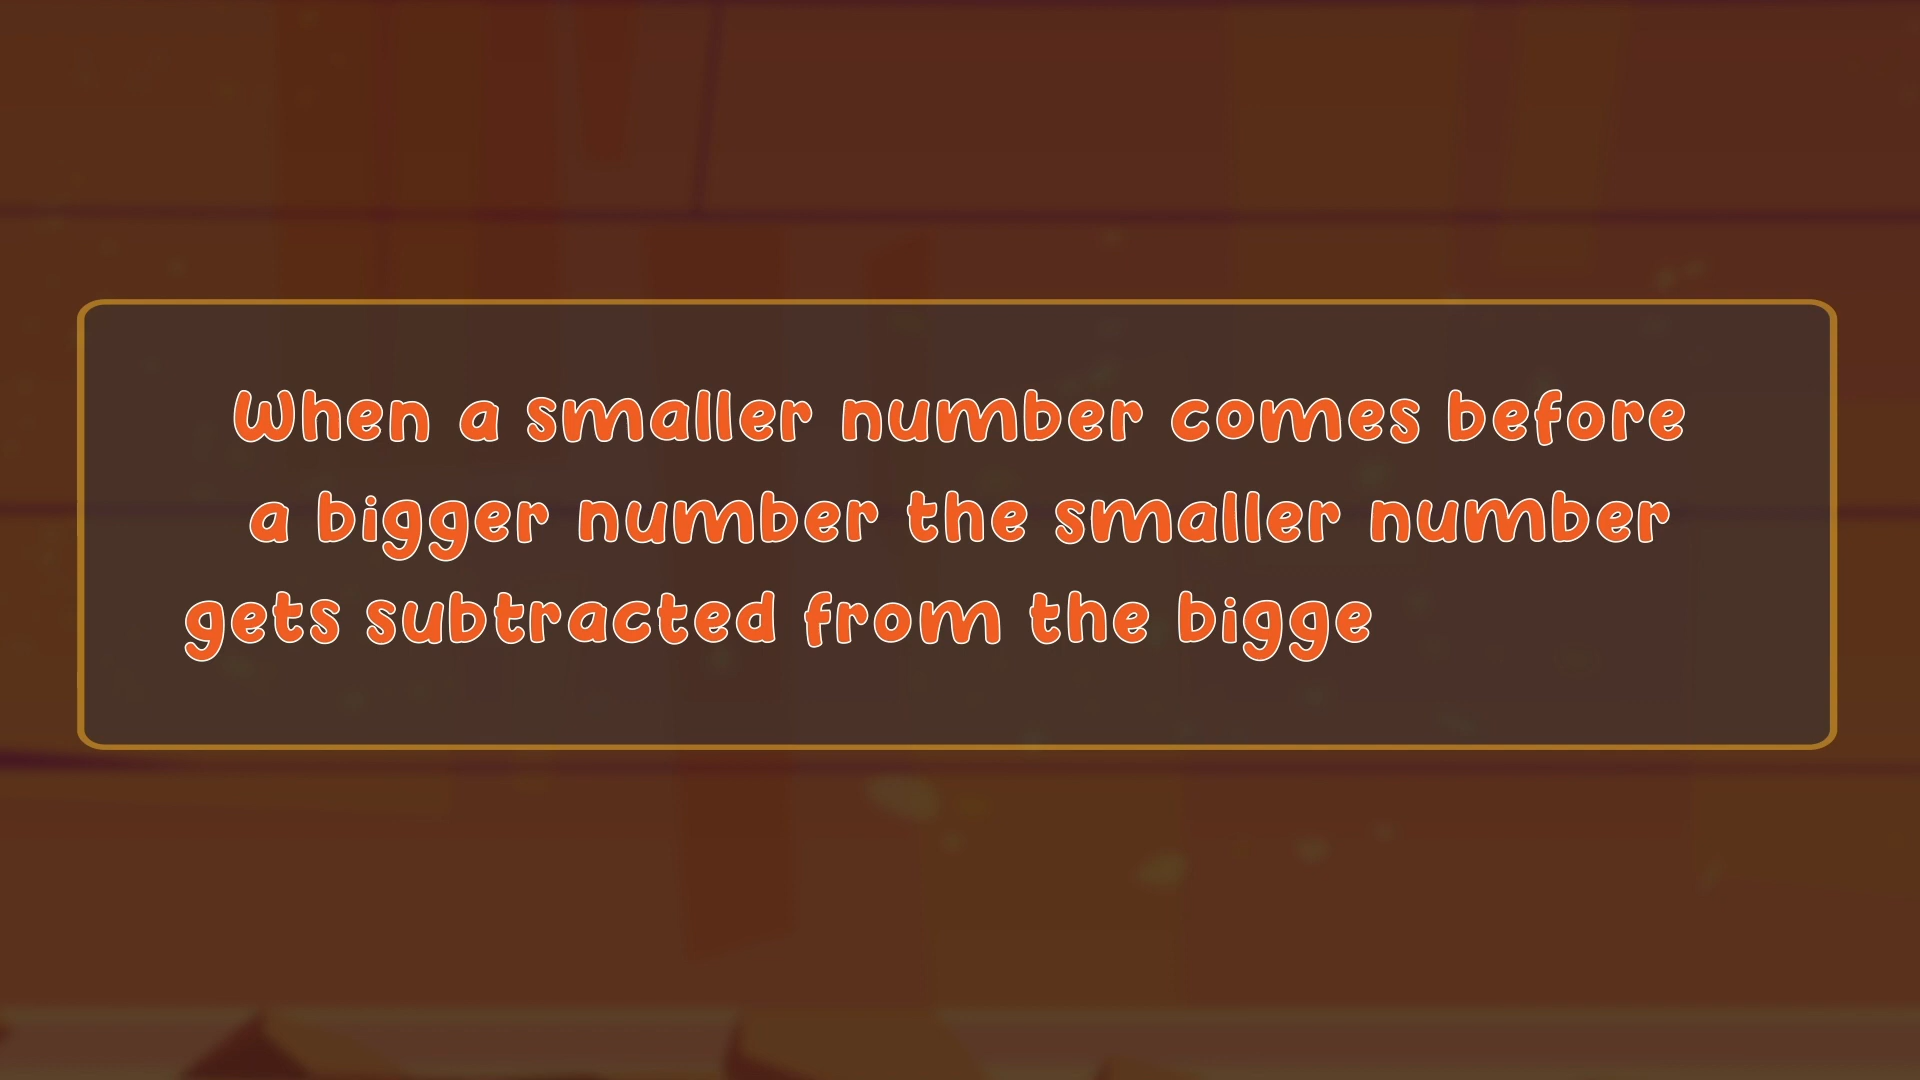 When a smaller number comes before
a bigger number the smaller number
gets subtracted from the bigge